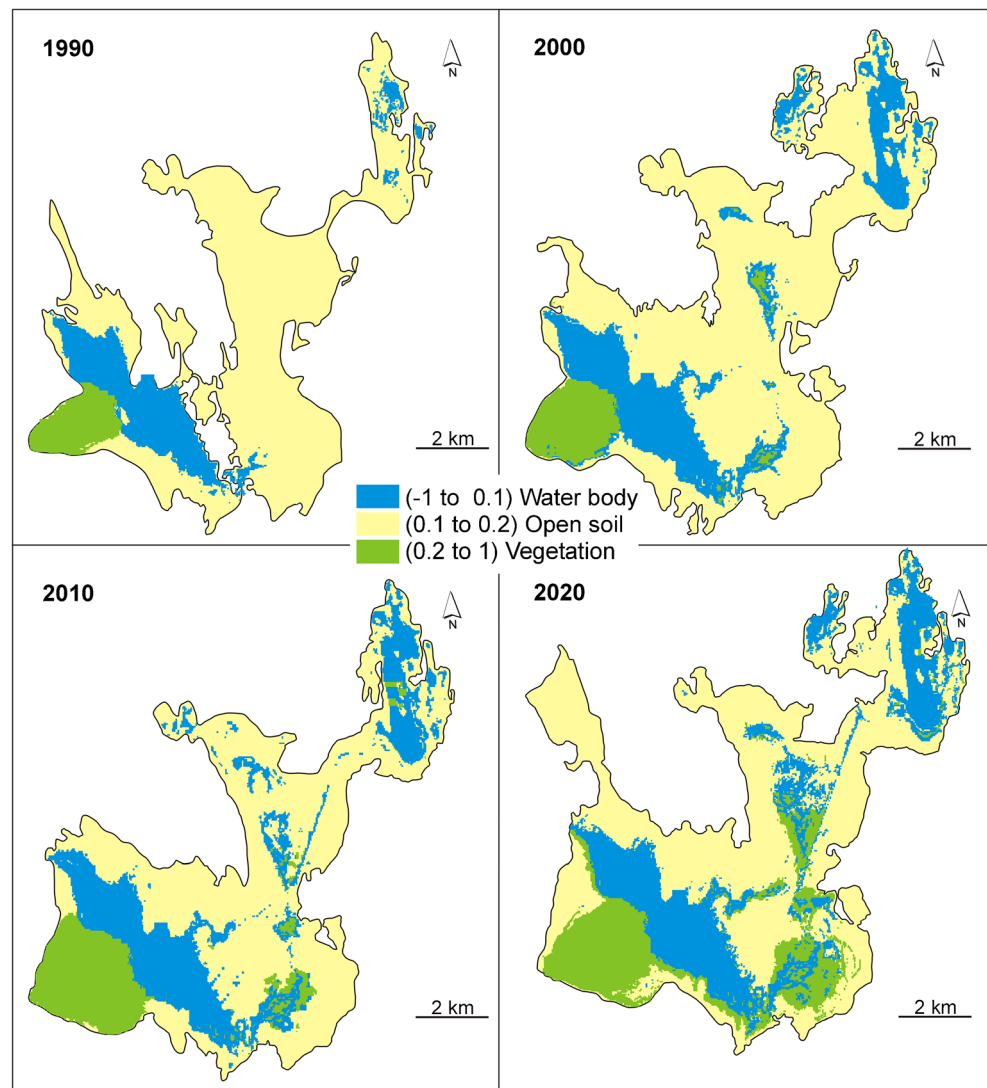 1990
N
2 km
2000
N
2 km
(-1 to 0.1) Water body
(0.1 to 0.2) Open soil
(0.2 to 1) Vegetation
2010
N
2 km
2020
N
2 km